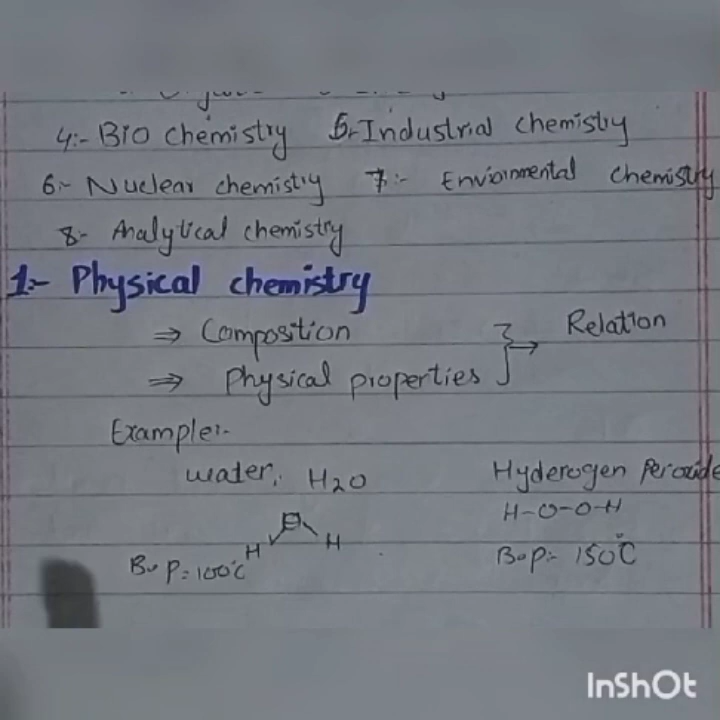 4:- Bio chemistry 5:- Industrial chemistry
6:- Nuclear chemistry 7:- Envioinmental chemistry
8:- Analytical chemistry
1:- Physical chemistry
⇒ Composition
⇒ Physical properties } → Relation
Example:-
water: H2O Hyderogen Peroxide
H-O-O-H
O
H H
B.P = 100°C B.p:- 150°C
InShOt